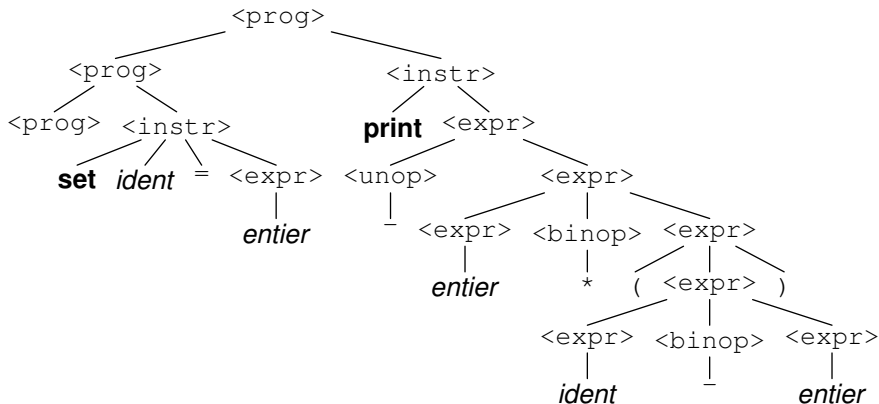 <prog>
<prog> <instr>
<prog> <instr> print <expr>
set ident = <expr> <unop> <expr>
entier - <expr> <binop> <expr>
entier * ( <expr> )
<expr> <binop> <expr>
ident - entier